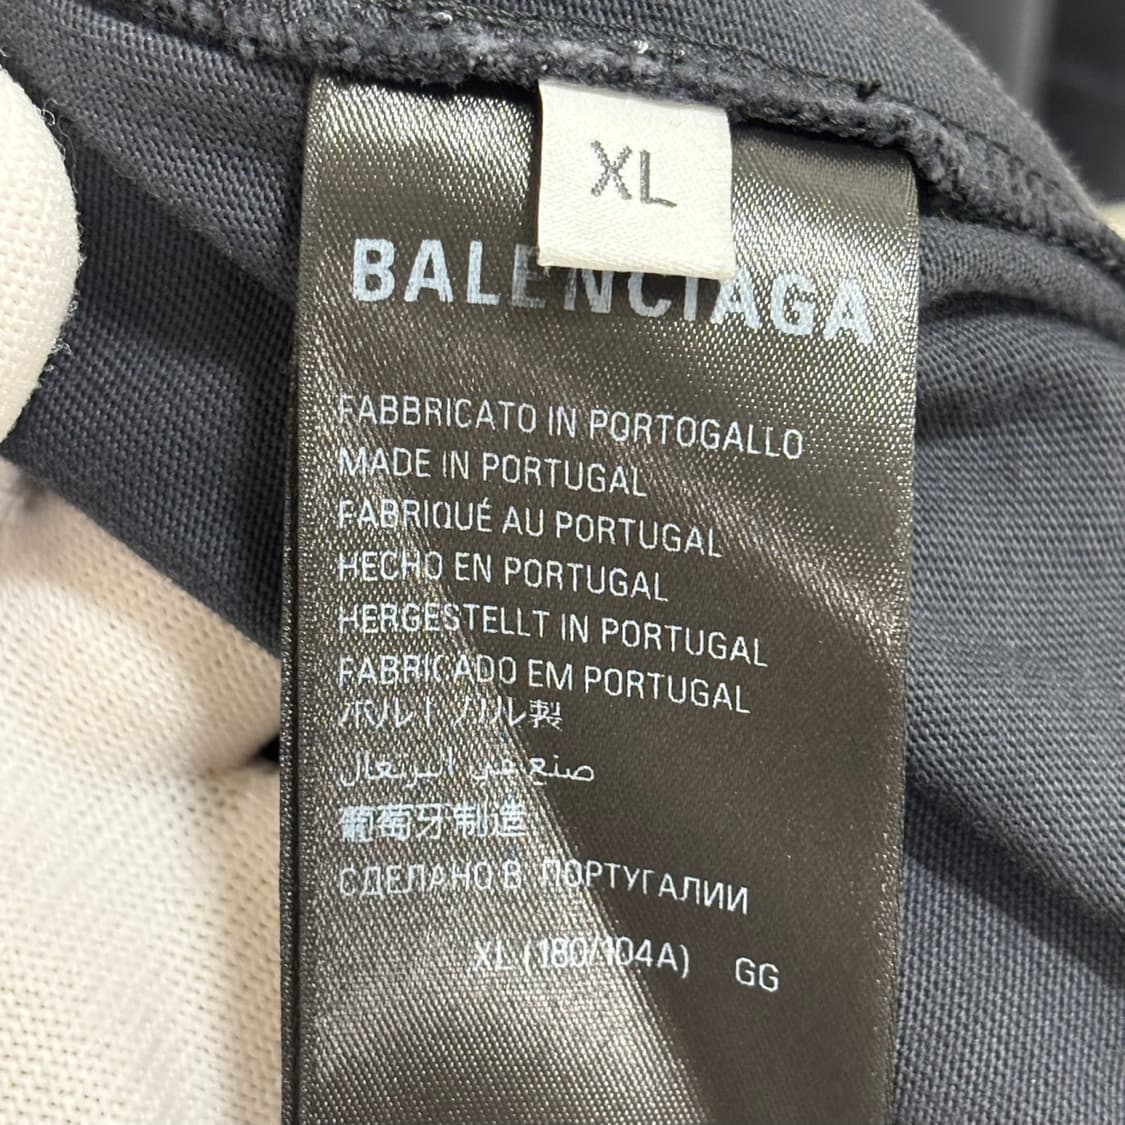 XL
BALENCIAGA
FABBRICATO IN PORTOGALLO
MADE IN PORTUGAL
FABRIQUÉ AU PORTUGAL
HECHO EN PORTUGAL
HERGESTELLT IN PORTUGAL
FABRICADO EM PORTUGAL
ポルトガル製
صنع في البرتغال
葡萄牙制造
СДЕЛАНО В ПОРТУГАЛИИ
XL (180/104A) GG